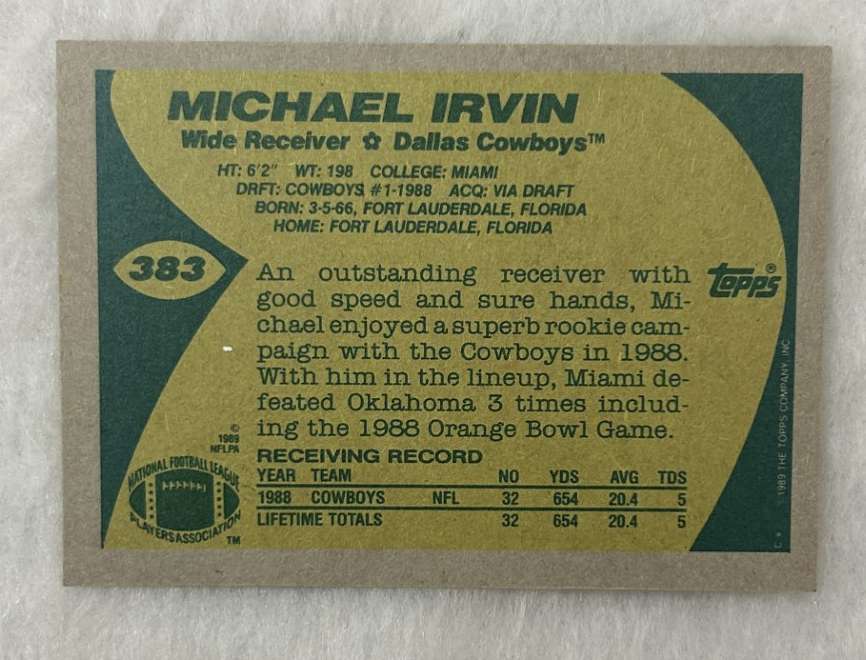 MICHAEL IRVIN
Wide Receiver ✿ Dallas Cowboys™
HT: 6'2" WT: 198 COLLEGE: MIAMI
DRFT: COWBOYS #1-1988 ACQ: VIA DRAFT
BORN: 3-5-66, FORT LAUDERDALE, FLORIDA
HOME: FORT LAUDERDALE, FLORIDA
383
An outstanding receiver with
good speed and sure hands, Mi-
chael enjoyed a superb rookie cam-
paign with the Cowboys in 1988.
With him in the lineup, Miami de-
feated Oklahoma 3 times includ-
ing the 1988 Orange Bowl Game.
topps®
©
1989
NFLPA
NATIONAL FOOTBALL LEAGUE
PLAYERS ASSOCIATION
TM
RECEIVING RECORD
YEAR TEAM NO YDS AVG TDS
1988 COWBOYS NFL 32 654 20.4 5
LIFETIME TOTALS 32 654 20.4 5
1989 THE TOPPS COMPANY, INC.
C*